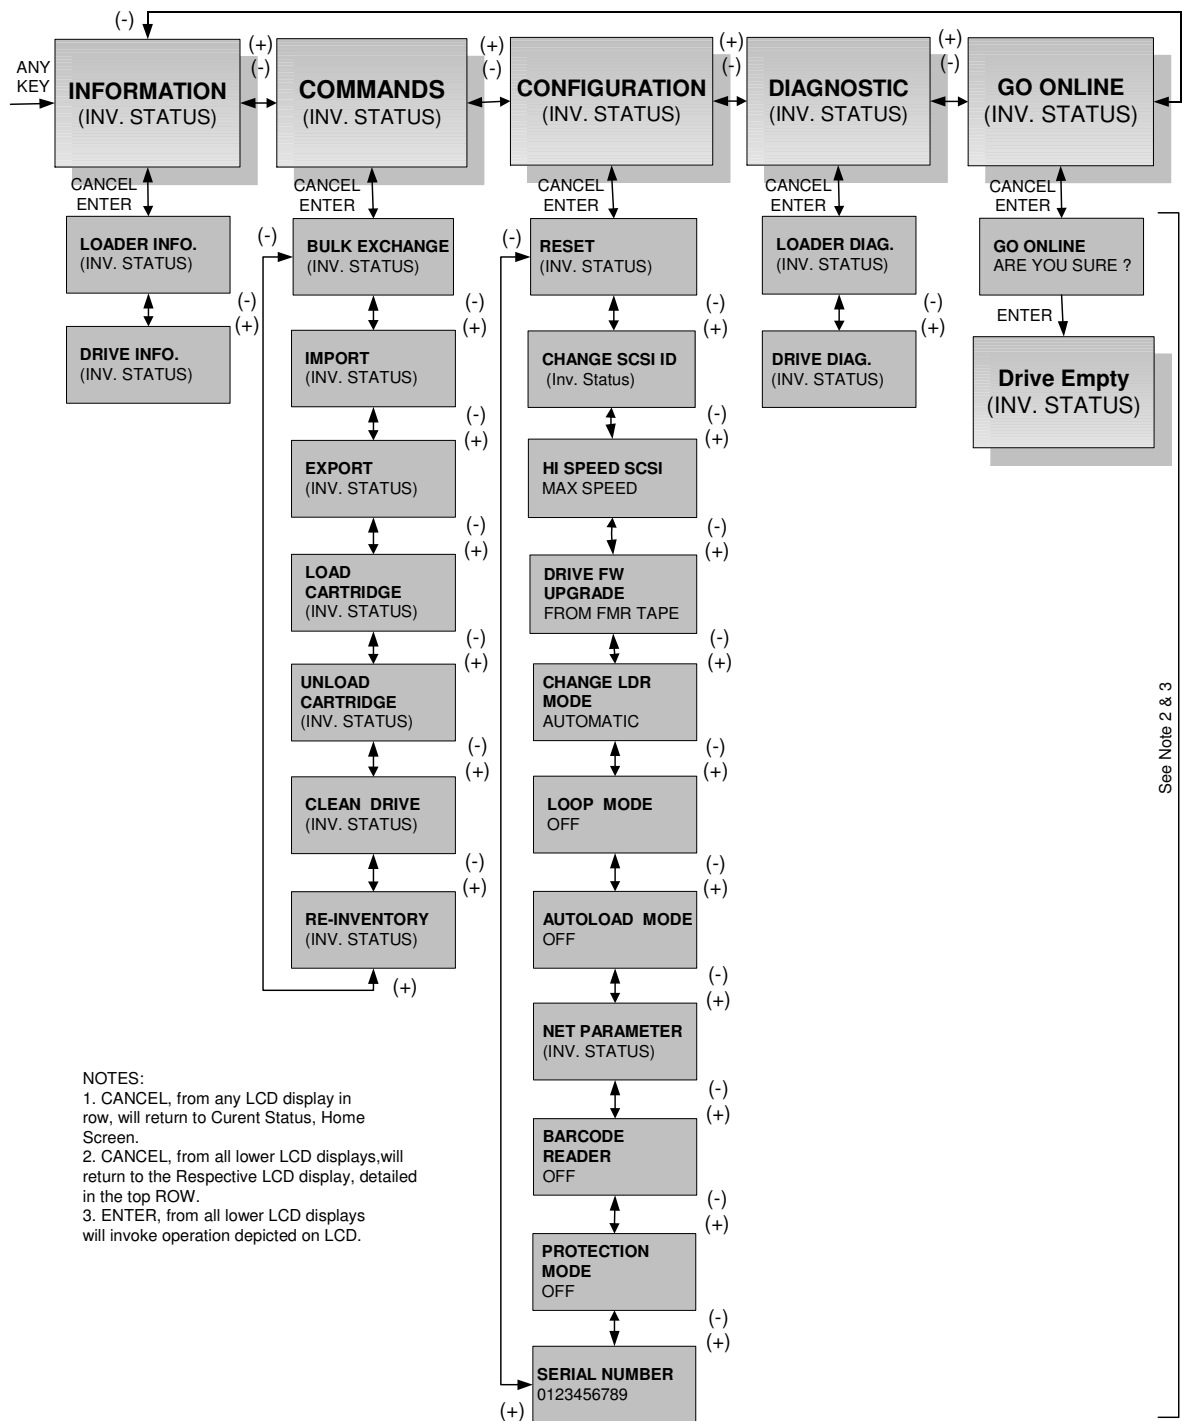 (-)
ANY
KEY
INFORMATION
(INV. STATUS)
(+)
(-)
COMMANDS
(INV. STATUS)
(+)
(-)
CONFIGURATION
(INV. STATUS)
(+)
(-)
DIAGNOSTIC
(INV. STATUS)
(+)
(-)
GO ONLINE
(INV. STATUS)
CANCEL
ENTER
CANCEL
ENTER
CANCEL
ENTER
CANCEL
ENTER
CANCEL
ENTER
LOADER INFO.
(INV. STATUS)
(-)
(+)
DRIVE INFO.
(INV. STATUS)
(-)
BULK EXCHANGE
(INV. STATUS)
(-)
(+)
IMPORT
(INV. STATUS)
(-)
(+)
EXPORT
(INV. STATUS)
(-)
(+)
LOAD
CARTRIDGE
(INV. STATUS)
(-)
(+)
UNLOAD
CARTRIDGE
(INV. STATUS)
(-)
(+)
CLEAN DRIVE
(INV. STATUS)
(-)
(+)
RE-INVENTORY
(INV. STATUS)
(+)
(-)
RESET
(INV. STATUS)
(-)
(+)
CHANGE SCSI ID
(Inv. Status)
(-)
(+)
HI SPEED SCSI
MAX SPEED
(-)
(+)
DRIVE FW
UPGRADE
FROM FMR TAPE
(-)
(+)
CHANGE LDR
MODE
AUTOMATIC
(-)
(+)
LOOP MODE
OFF
(-)
(+)
AUTOLOAD MODE
OFF
(-)
(+)
NET PARAMETER
(INV. STATUS)
(-)
(+)
BARCODE
READER
OFF
(-)
(+)
PROTECTION
MODE
OFF
(-)
(+)
SERIAL NUMBER
0123456789
(+)
LOADER DIAG.
(INV. STATUS)
(-)
(+)
DRIVE DIAG.
(INV. STATUS)
GO ONLINE
ARE YOU SURE ?
ENTER
Drive Empty
(INV. STATUS)
See Note 2 & 3
NOTES:
1. CANCEL, from any LCD display in
row, will return to Curent Status, Home
Screen.
2. CANCEL, from all lower LCD displays,will
return to the Respective LCD display, detailed
in the top ROW.
3. ENTER, from all lower LCD displays
will invoke operation depicted on LCD.